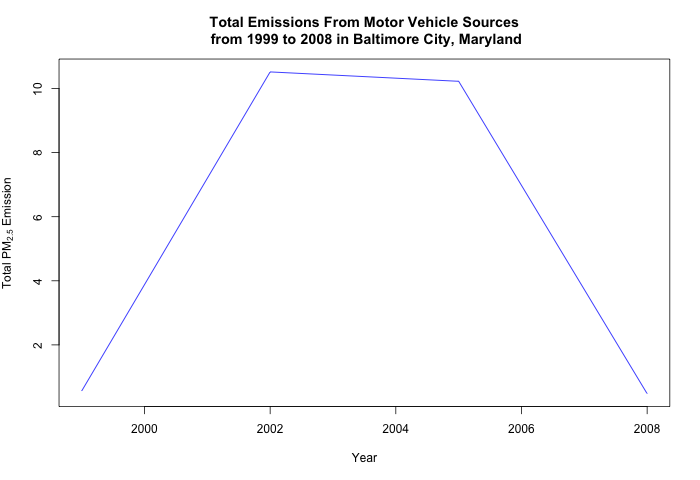 Total Emissions From Motor Vehicle Sources
from 1999 to 2008 in Baltimore City, Maryland
Total PM2.5 Emission
10
8
6
4
2
2000 2002 2004 2006 2008
Year